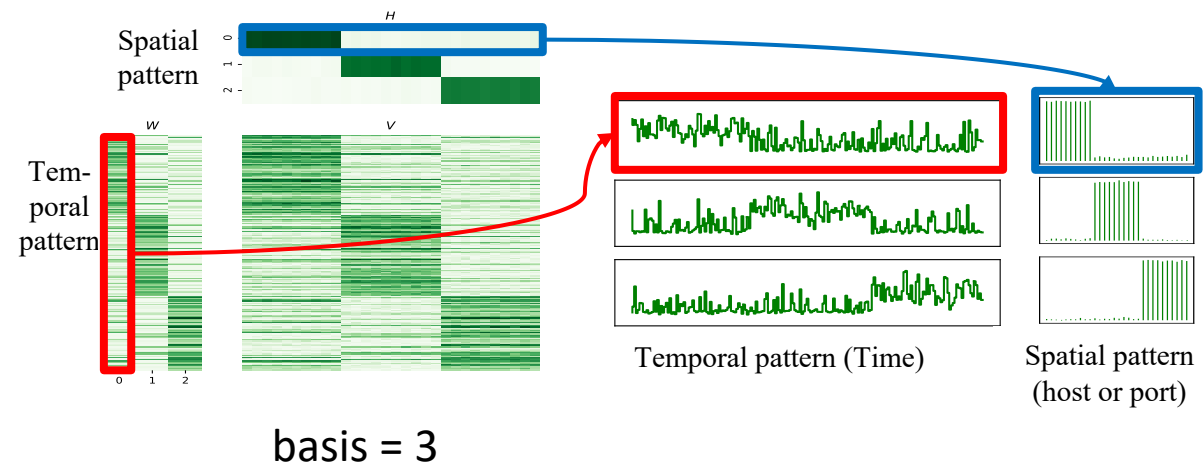 H
Spatial
pattern
0
1
2
W
V
Tem-
poral
pattern
0 1 2
Temporal pattern (Time)
Spatial pattern
(host or port)
basis = 3